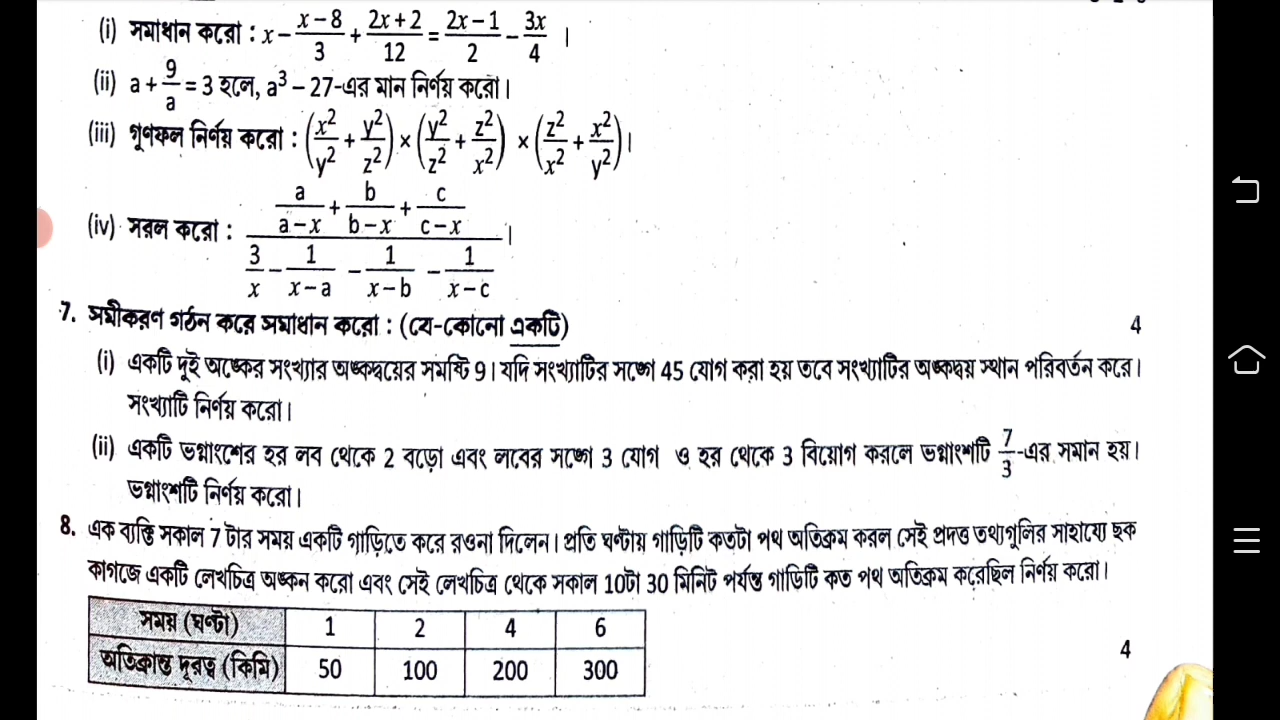 (i) সমাধান করো : x − (x − 8)/3 + (2x + 2)/12 = (2x − 1)/2 − 3x/4 ।
(ii) a + 9/a = 3 হলে, a³ − 27-এর মান নির্ণয় করো।
(iii) গুণফল নির্ণয় করো : (x²/y² + y²/z²) × (y²/z² + z²/x²) × (z²/x² + x²/y²)।
(iv) সরল করো : (a/(a − x) + b/(b − x) + c/(c − x)) / (3/x − 1/(x − a) − 1/(x − b) − 1/(x − c)) ।
7. সমীকরণ গঠন করে সমাধান করো : (যে-কোনো একটি) 4
(i) একটি দুই অঙ্কের সংখ্যার অঙ্কদ্বয়ের সমষ্টি 9। যদি সংখ্যাটির সঙ্গে 45 যোগ করা হয় তবে সংখ্যাটির অঙ্কদ্বয় স্থান পরিবর্তন করে।
সংখ্যাটি নির্ণয় করো।
(ii) একটি ভগ্নাংশের হর লব থেকে 2 বড়ো এবং লবের সঙ্গে 3 যোগ ও হর থেকে 3 বিয়োগ করলে ভগ্নাংশটি 7/3-এর সমান হয়।
ভগ্নাংশটি নির্ণয় করো।
8. এক ব্যক্তি সকাল 7 টার সময় একটি গাড়িতে করে রওনা দিলেন। প্রতি ঘণ্টায় গাড়িটি কতটা পথ অতিক্রম করল সেই প্রদত্ত তথ্যগুলির সাহায্যে ছক
কাগজে একটি লেখচিত্র অঙ্কন করো এবং সেই লেখচিত্র থেকে সকাল 10টা 30 মিনিট পর্যন্ত গাড়িটি কত পথ অতিক্রম করেছিল নির্ণয় করো।
সময় (ঘণ্টা) 1 2 4 6
অতিক্রান্ত দূরত্ব (কিমি) 50 100 200 300
4